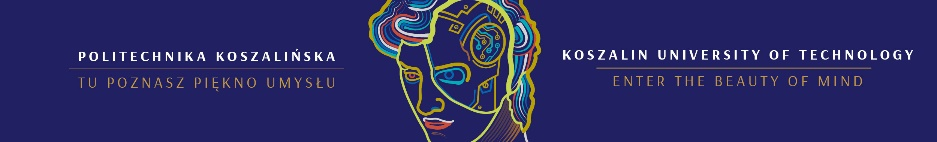 POLITECHNIKA KOSZALIŃSKA
TU POZNASZ PIĘKNO UMYSŁU
KOSZALIN UNIVERSITY OF TECHNOLOGY
ENTER THE BEAUTY OF MIND